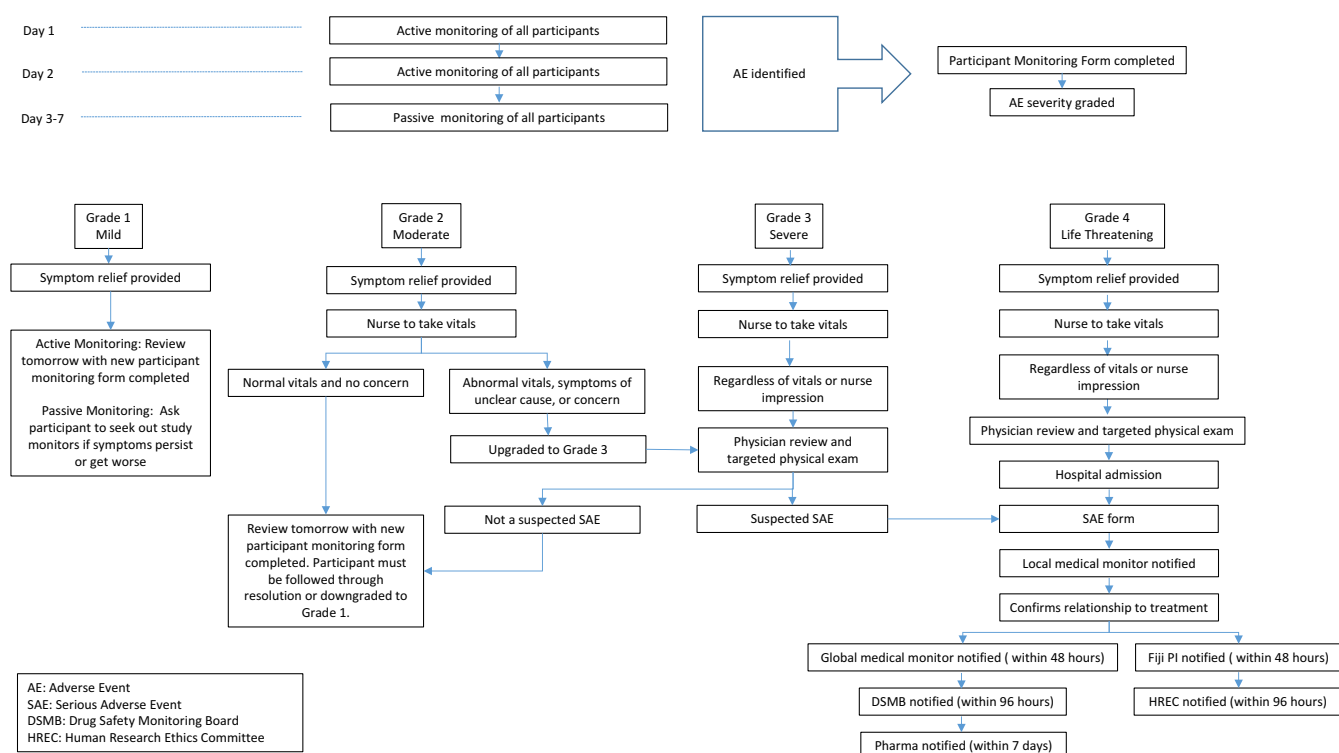 Day 1
Active monitoring of all participants
Day 2
Active monitoring of all participants
Day 3-7
Passive monitoring of all participants
AE identified
Participant Monitoring Form completed
AE severity graded
Grade 1
Mild
Symptom relief provided
Active Monitoring: Review
tomorrow with new participant
monitoring form completed
Passive Monitoring: Ask
participant to seek out study
monitors if symptoms persist
or get worse
Grade 2
Moderate
Symptom relief provided
Nurse to take vitals
Normal vitals and no concern
Abnormal vitals, symptoms of
unclear cause, or concern
Upgraded to Grade 3
Not a suspected SAE
Review tomorrow with new
participant monitoring form
completed. Participant must
be followed through
resolution or downgraded to
Grade 1.
Grade 3
Severe
Symptom relief provided
Nurse to take vitals
Regardless of vitals or nurse
impression
Physician review and
targeted physical exam
Suspected SAE
Grade 4
Life Threatening
Symptom relief provided
Nurse to take vitals
Regardless of vitals or nurse
impression
Physician review and targeted physical exam
Hospital admission
SAE form
Local medical monitor notified
Confirms relationship to treatment
Global medical monitor notified ( within 48 hours)
Fiji PI notified ( within 48 hours)
DSMB notified (within 96 hours)
HREC notified (within 96 hours)
Pharma notified (within 7 days)
AE: Adverse Event
SAE: Serious Adverse Event
DSMB: Drug Safety Monitoring Board
HREC: Human Research Ethics Committee